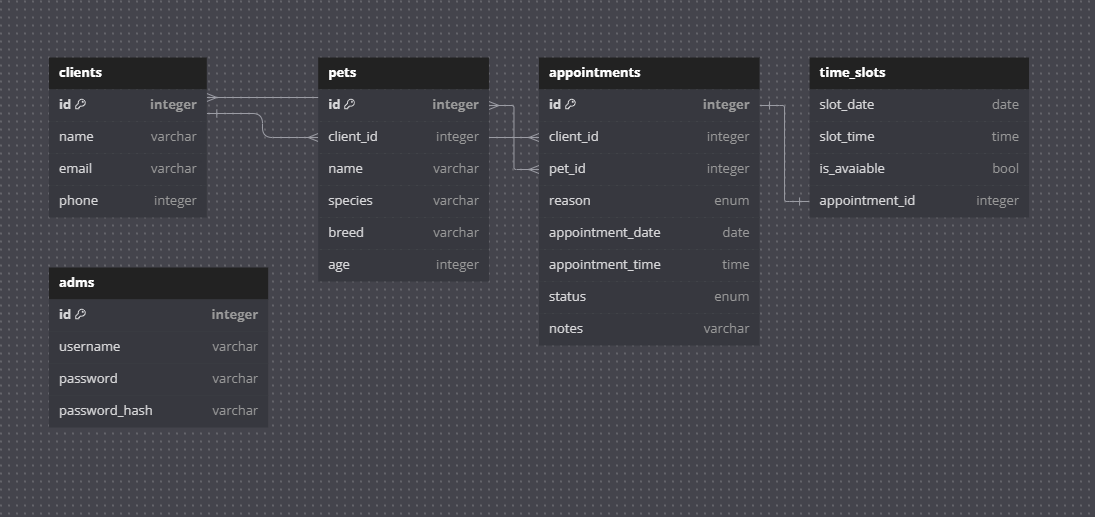 clients
id integer
name varchar
email varchar
phone integer
pets
id integer
client_id integer
name varchar
species varchar
breed varchar
age integer
appointments
id integer
client_id integer
pet_id integer
reason enum
appointment_date date
appointment_time time
status enum
notes varchar
time_slots
slot_date date
slot_time time
is_avaiable bool
appointment_id integer
adms
id integer
username varchar
password varchar
password_hash varchar